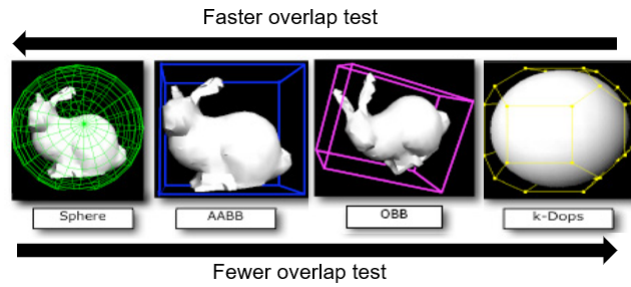 Faster overlap test
Sphere
AABB
OBB
k-Dops
Fewer overlap test